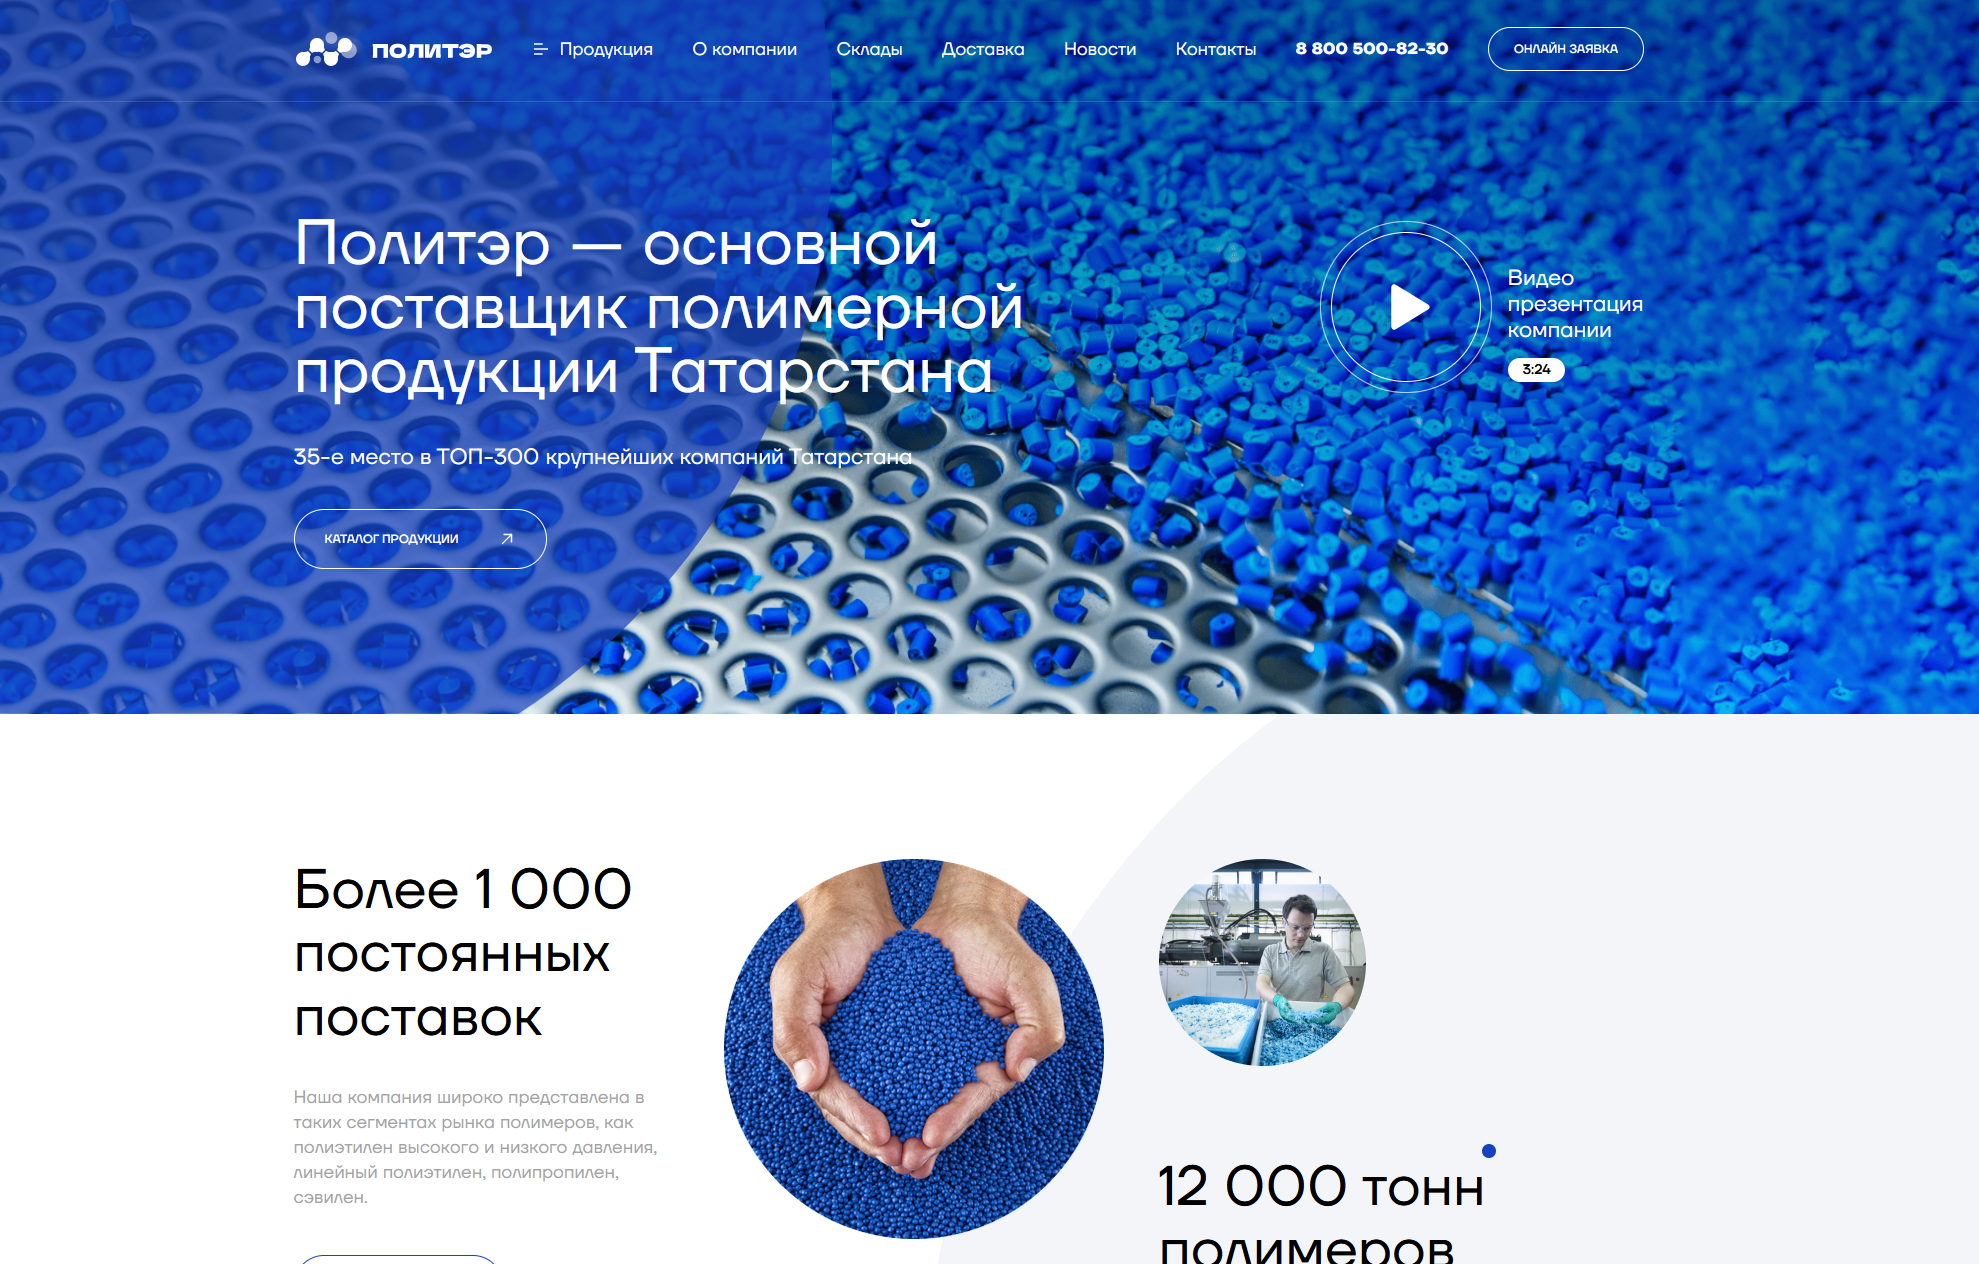 ПОЛИТЭР
Продукция
О компании
Склады
Доставка
Новости
Контакты
8 800 500-82-30
ОНЛАЙН ЗАЯВКА
Политэр — основной
поставщик полимерной
продукции Татарстана
35-е место в ТОП-300 крупнейших компаний Татарстана
КАТАЛОГ ПРОДУКЦИИ
Видео
презентация
компании
3:24
Более 1 000
постоянных
поставок
Наша компания широко представлена в
таких сегментах рынка полимеров, как
полиэтилен высокого и низкого давления,
линейный полиэтилен, полипропилен,
сэвилен.
12 000 тонн
полимеров